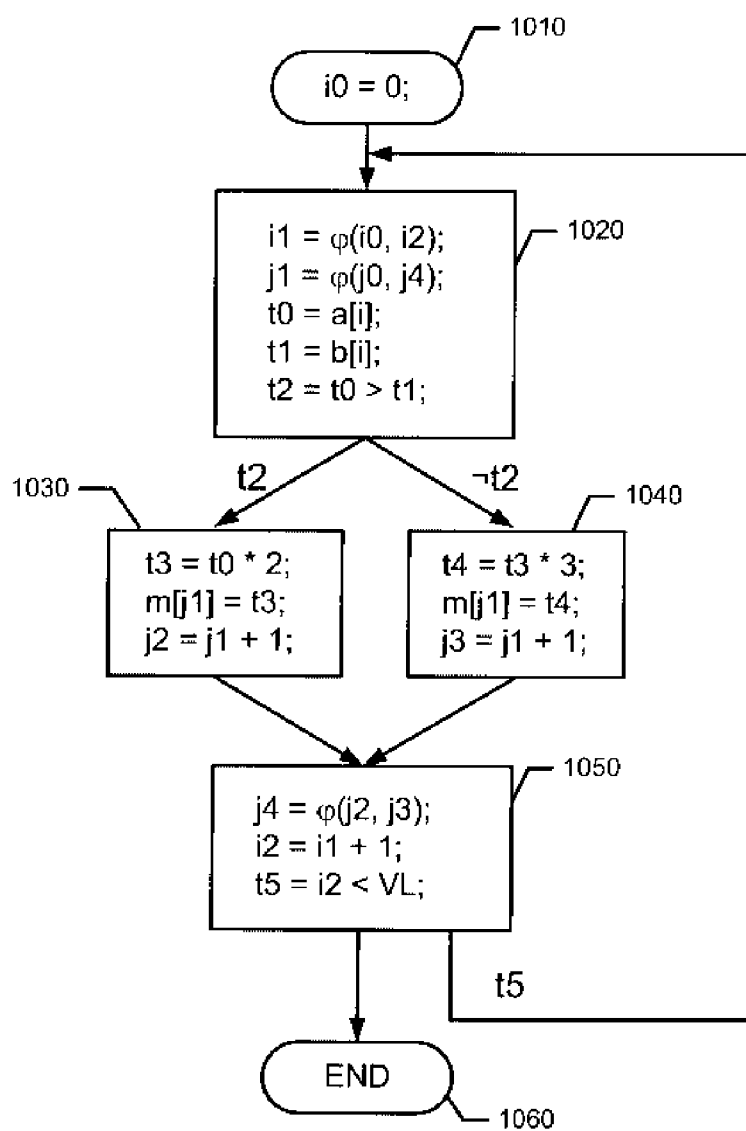 1010
i0 = 0;
i1 = φ(i0, i2);
1020
j1 = φ(j0, j4);
t0 = a[i];
t1 = b[i];
t2 = t0 > t1;
t2
¬t2
1030
1040
t3 = t0 * 2;
m[j1] = t3;
j2 = j1 + 1;
t4 = t3 * 3;
m[j1] = t4;
j3 = j1 + 1;
1050
j4 = φ(j2, j3);
i2 = i1 + 1;
t5 = i2 < VL;
t5
END
1060